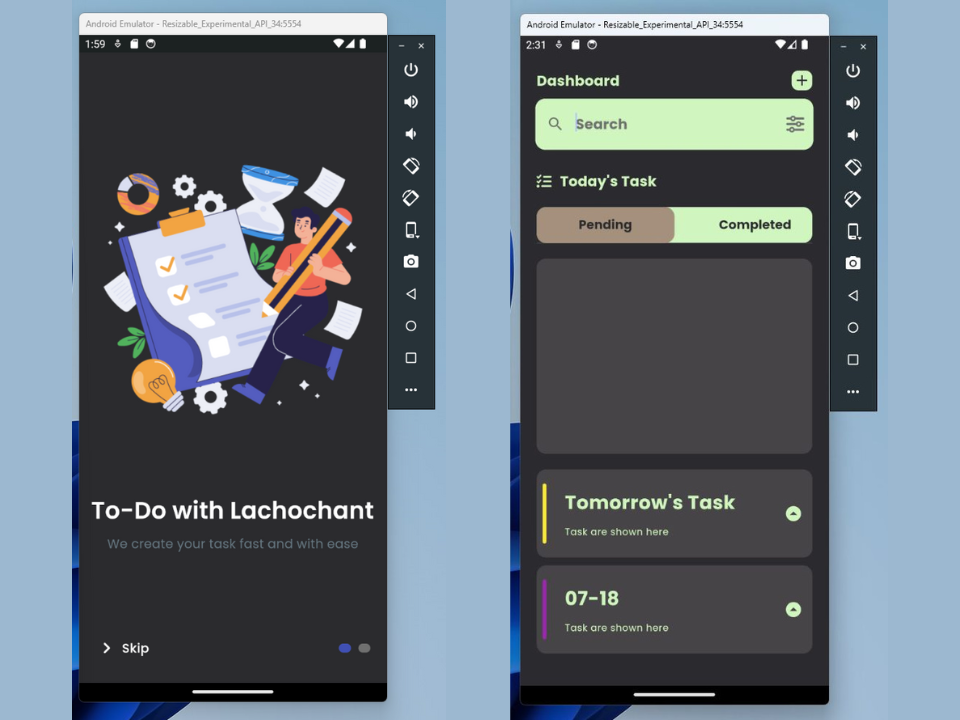 Android Emulator - Resizable_Experimental_API_34:5554
1:59
To-Do with Lachochant
We create your task fast and with ease
Skip
Android Emulator - Resizable_Experimental_API_34:5554
2:31
Dashboard
Search
Today's Task
Pending
Completed
Tomorrow's Task
Task are shown here
07-18
Task are shown here